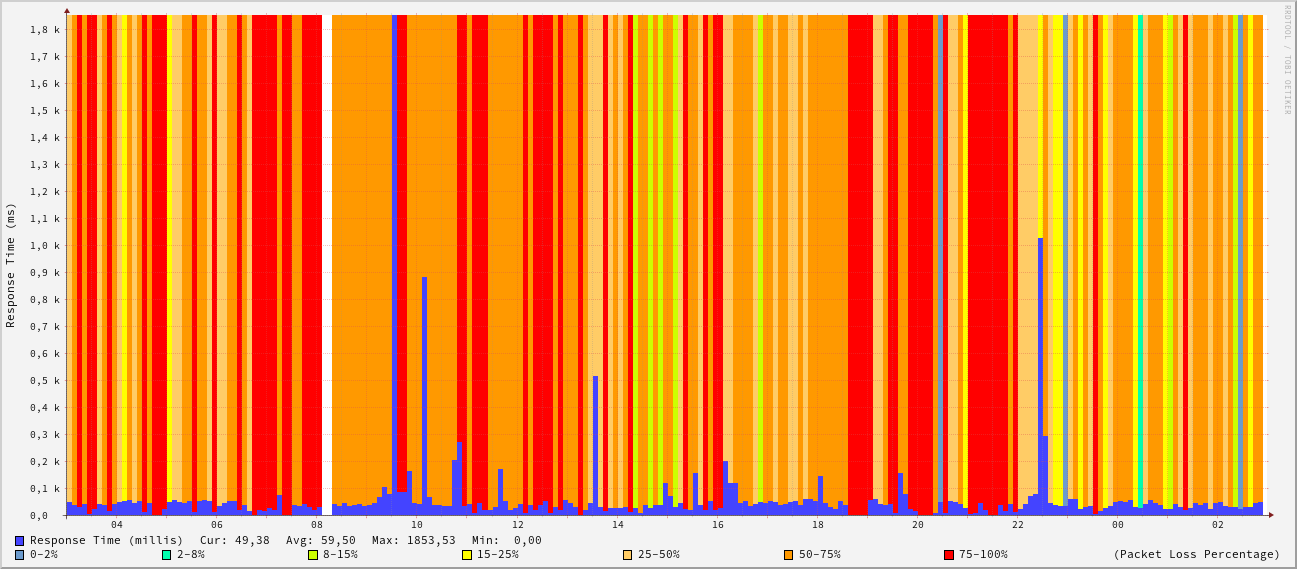 RRDTOOL / TOBI OETIKER
Response Time (ms)
1,8 k
1,7 k
1,6 k
1,5 k
1,4 k
1,3 k
1,2 k
1,1 k
1,0 k
0,9 k
0,8 k
0,7 k
0,6 k
0,5 k
0,4 k
0,3 k
0,2 k
0,1 k
0,0
04 06 08 10 12 14 16 18 20 22 00 02
Response Time (millis) Cur: 49,38 Avg: 59,50 Max: 1853,53 Min: 0,00
0-2% 2-8% 8-15% 15-25% 25-50% 50-75% 75-100% (Packet Loss Percentage)